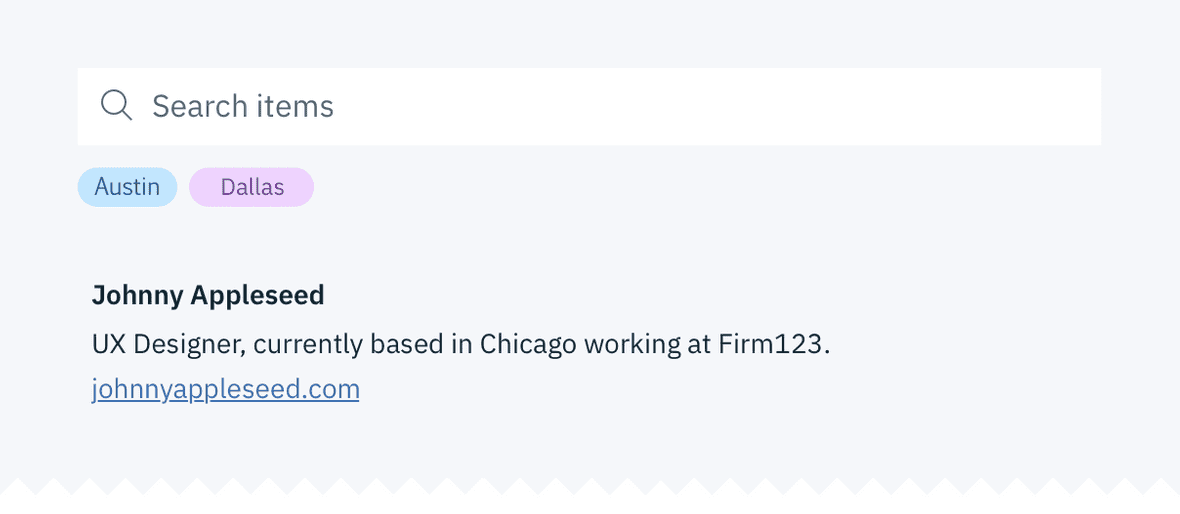 Search items
Austin Dallas
Johnny Appleseed
UX Designer, currently based in Chicago working at Firm123.
johnnyappleseed.com